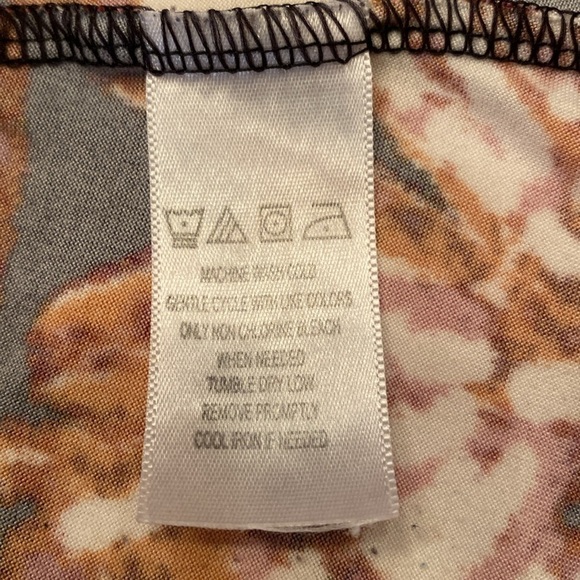 MACHINE WASH COLD
GENTLE CYCLE WITH LIKE COLORS
ONLY NON CHLORINE BLEACH
WHEN NEEDED
TUMBLE DRY LOW
REMOVE PROMPTLY
COOL IRON IF NEEDED